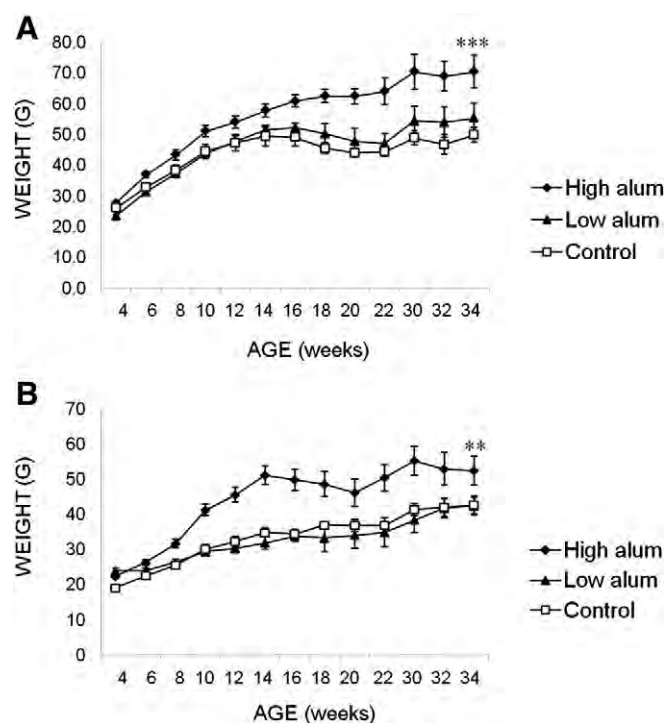 A
80.0
70.0
60.0
50.0
40.0
30.0
20.0
10.0
0.0
WEIGHT (G)
***
4 6 8 10 12 14 16 18 20 22 30 32 34
AGE (weeks)
High alum
Low alum
Control
B
70
60
50
40
30
20
10
0
WEIGHT (G)
**
4 6 8 10 12 14 16 18 20 22 30 32 34
AGE (weeks)
High alum
Low alum
Control